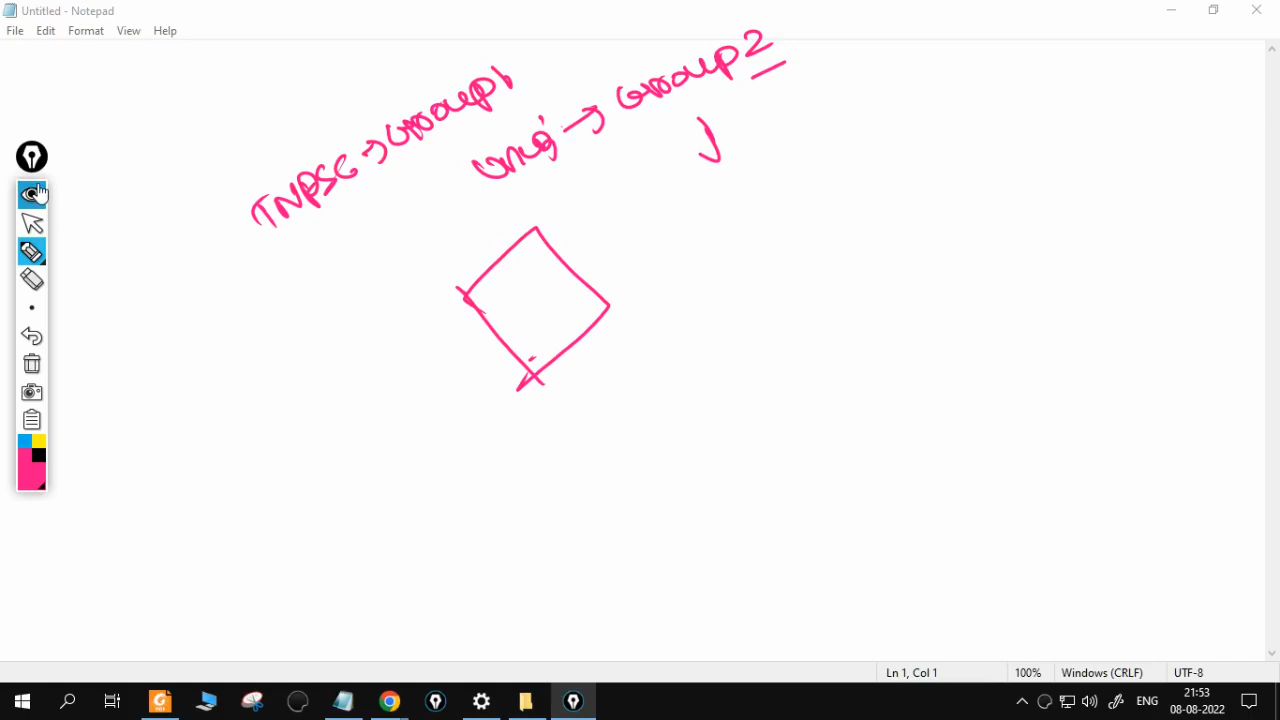 Untitled - Notepad
File Edit Format View Help
TNPSC → Group 1
→ Group 2
Ln 1, Col 1 100% Windows (CRLF) UTF-8
ENG 21:53
08-08-2022